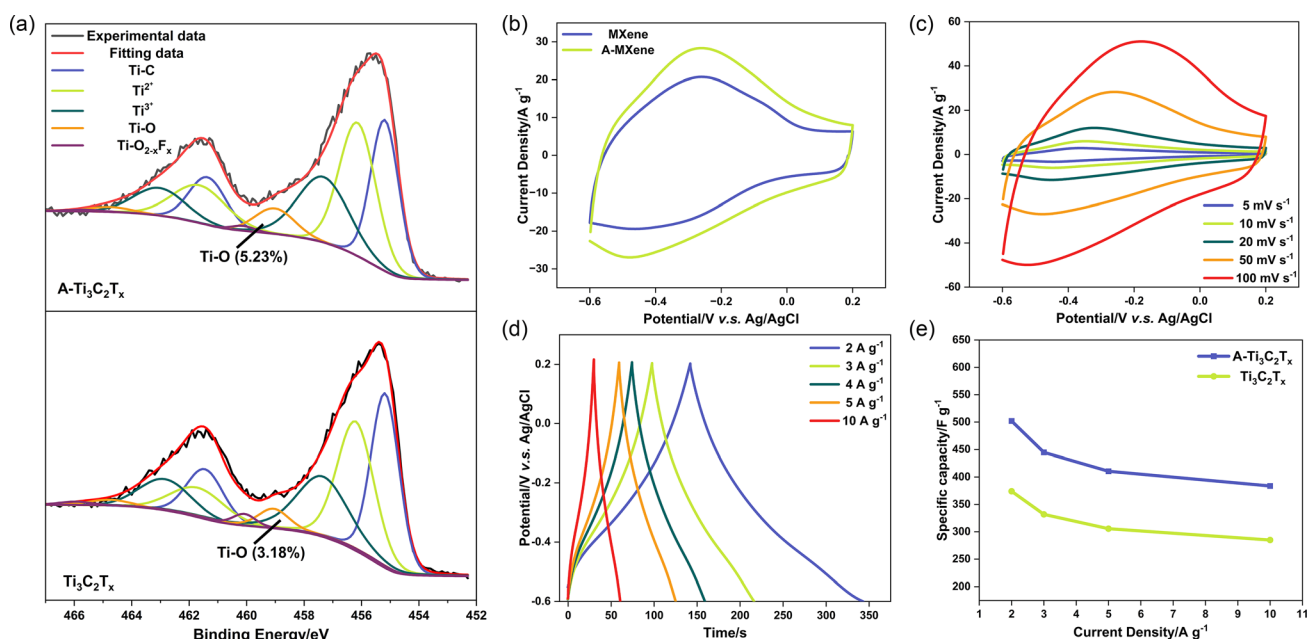 (a)
Experimental data
Fitting data
Ti-C
Ti²⁺
Ti³⁺
Ti-O
Ti-O₂₋ₓFₓ
Ti-O (5.23%)
A-Ti₃C₂Tₓ
Ti-O (3.18%)
Ti₃C₂Tₓ
466 464 462 460 458 456 454 452
Binding Energy/eV
(b)
MXene
A-MXene
Current Density/A g⁻¹
30
20
10
0
−10
−20
−30
−0.6 −0.4 −0.2 0.0 0.2
Potential/V v.s. Ag/AgCl
(c)
Current Density/A g⁻¹
60
40
20
0
-20
-40
-60
5 mV s⁻¹
10 mV s⁻¹
20 mV s⁻¹
50 mV s⁻¹
100 mV s⁻¹
−0.6 −0.4 −0.2 0.0 0.2
Potential/V v.s. Ag/AgCl
(d)
2 A g⁻¹
3 A g⁻¹
4 A g⁻¹
5 A g⁻¹
10 A g⁻¹
Potential/V v.s. Ag/AgCl
0.2
0.0
-0.2
-0.4
-0.6
0 50 100 150 200 250 300 350
Time/s
(e)
A-Ti₃C₂Tₓ
Ti₃C₂Tₓ
Specific capacity/F g⁻¹
650
600
550
500
450
400
350
300
250
200
1 2 3 4 5 6 7 8 9 10 11
Current Density/A g⁻¹